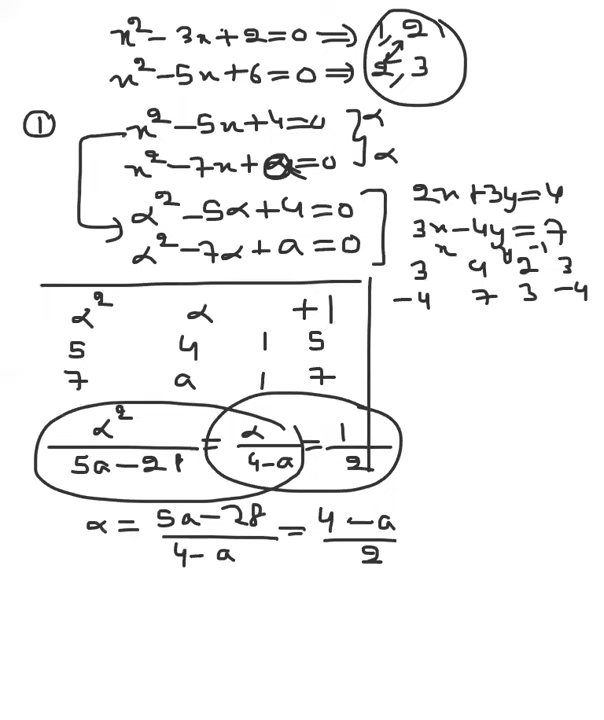 x² - 3x + 2 = 0 ⇒ 1, 2
x² - 5x + 6 = 0 ⇒ 2, 3
① x² - 5x + 4 = 0 } α
x² - 7x + a = 0 } α
α² - 5α + 4 = 0
α² - 7α + a = 0
2x + 3y = 4
3x - 4y = 7
x y -1
3 4 2 3
-4 7 3 -4
α² α +1
5 4 1 5
7 a 1 7
α²/(5a - 21) = α/(4-a) = 1/2
α = (5a - 28)/(4 - a) = (4 - a)/2